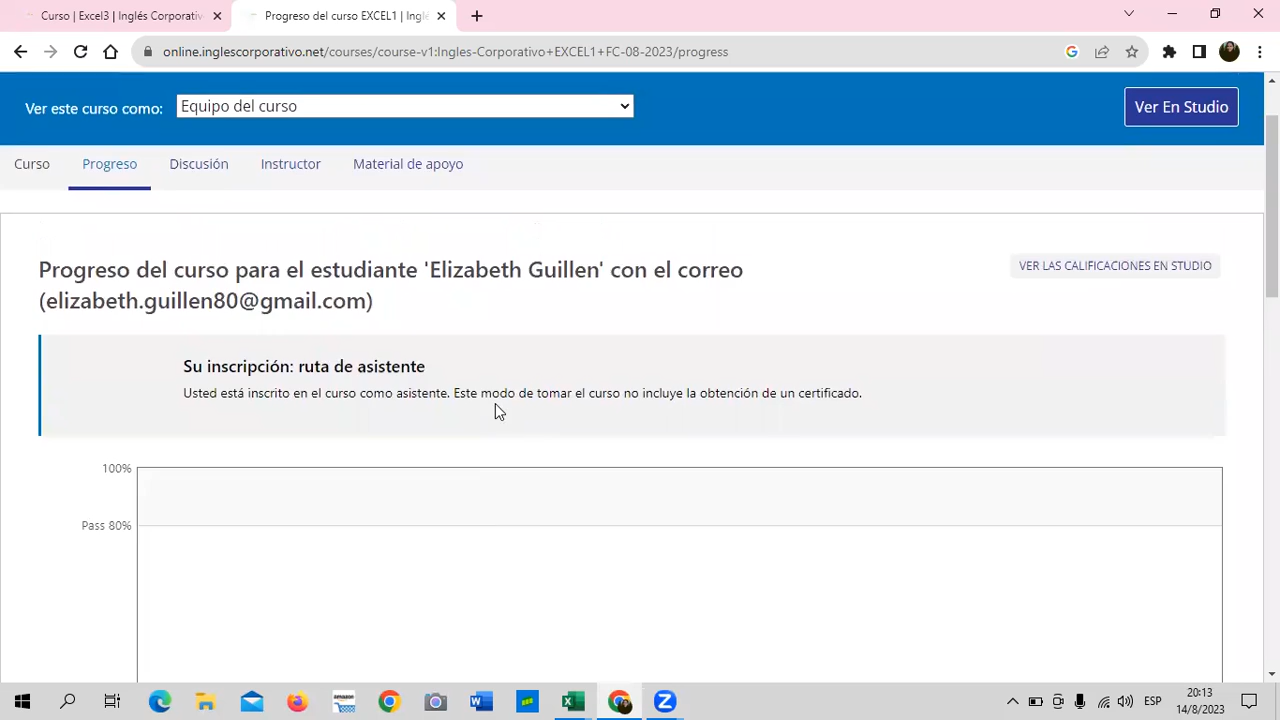 Curso | Excel3 | Inglés Corporativ
Progreso del curso EXCEL1 | Ingl
online.inglescorporativo.net/courses/course-v1:Ingles-Corporativo+EXCEL1+FC-08-2023/progress
Ver este curso como:
Equipo del curso
Ver En Studio
Curso
Progreso
Discusión
Instructor
Material de apoyo
Progreso del curso para el estudiante 'Elizabeth Guillen' con el correo
(elizabeth.guillen80@gmail.com)
VER LAS CALIFICACIONES EN STUDIO
Su inscripción: ruta de asistente
Usted está inscrito en el curso como asistente. Este modo de tomar el curso no incluye la obtención de un certificado.
100%
Pass 80%
amazon
ESP
20:13
14/8/2023